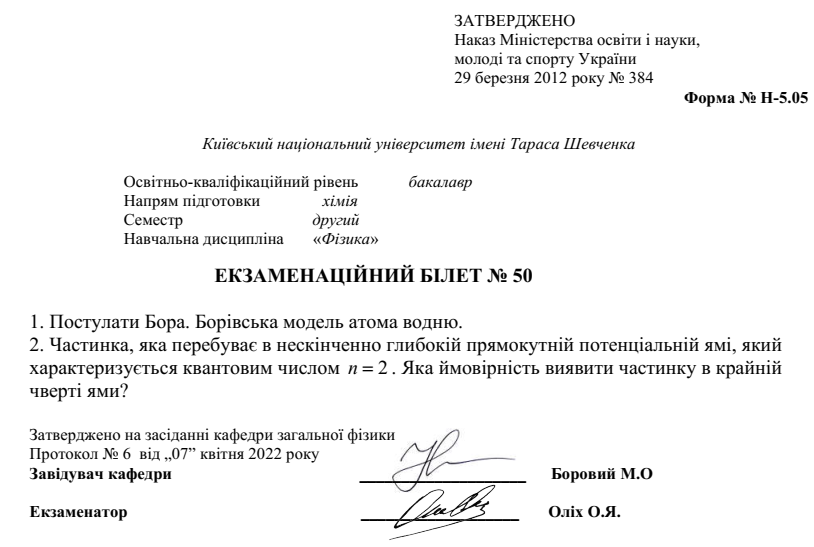 ЗАТВЕРДЖЕНО
Наказ Міністерства освіти і науки,
молоді та спорту України
29 березня 2012 року № 384
Форма № Н-5.05
Київський національний університет імені Тараса Шевченка
Освітньо-кваліфікаційний рівень бакалавр
Напрям підготовки хімія
Семестр другий
Навчальна дисципліна «Фізика»
ЕКЗАМЕНАЦІЙНИЙ БІЛЕТ № 50
1. Постулати Бора. Борівська модель атома водню.
2. Частинка, яка перебуває в нескінченно глибокій прямокутній потенціальній ямі, який
характеризується квантовим числом n = 2 . Яка ймовірність виявити частинку в крайній
чверті ями?
Затверджено на засіданні кафедри загальної фізики
Протокол № 6 від „07” квітня 2022 року
Завідувач кафедри Боровий М.О
Екзаменатор Оліх О.Я.